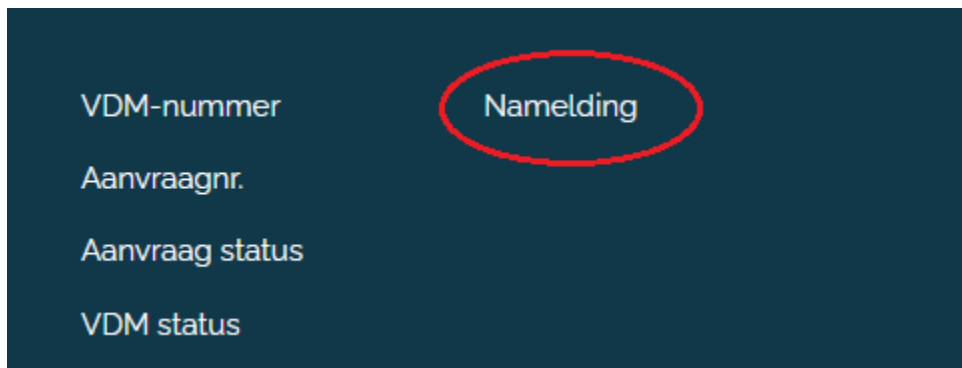 VDM-nummer Namelding
Aanvraagnr.
Aanvraag status
VDM status